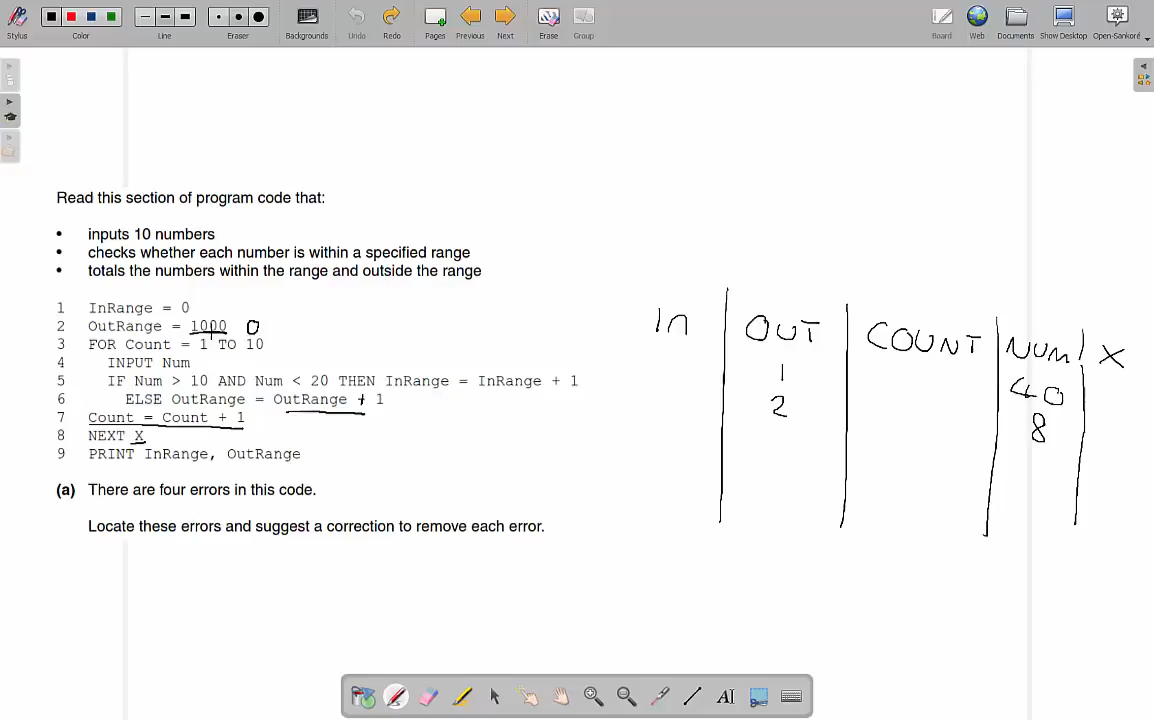 Stylus Color Line Eraser Backgrounds Undo Redo Pages Previous Next Erase Group Board Web Documents Show Desktop Open-Sankoré
Read this section of program code that:
• inputs 10 numbers
• checks whether each number is within a specified range
• totals the numbers within the range and outside the range
1 InRange = 0
2 OutRange = 1000 0
3 FOR Count = 1 TO 10
4 INPUT Num
5 IF Num > 10 AND Num < 20 THEN InRange = InRange + 1
6 ELSE OutRange = OutRange + 1
7 Count = Count + 1
8 NEXT X
9 PRINT InRange, OutRange
(a) There are four errors in this code.
Locate these errors and suggest a correction to remove each error.
In OUT COUNT NUM X
1 40
2 8
AI